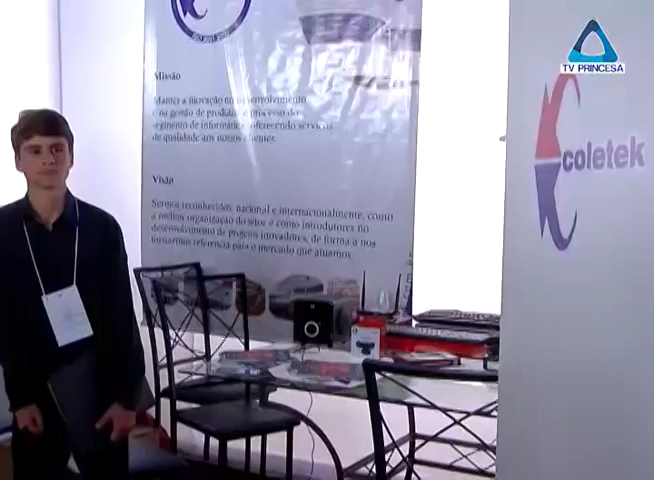 TV PRINCESA
coletek
Missão
Manter a inovação no desenvolvimento
e na gestão de produtos e processo do
segmento de informática, oferecendo serviços
de qualidade aos nossos clientes.
Visão
Sermos reconhecidos, nacional e internacionalmente, como
a melhor organização do setor e como introdutora no
desenvolvimento de projetos inovadores, de forma a nos
tornarmos referência para o mercado que atuamos.